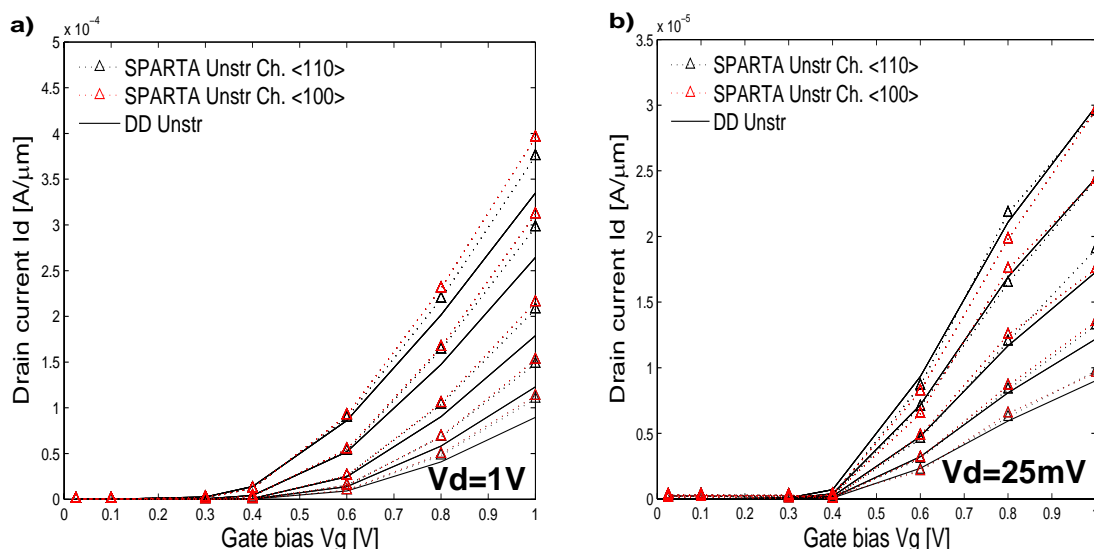 a)
x 10⁻⁴
5
4.5
4
3.5
3
2.5
2
1.5
1
0.5
0
Drain current Id [A/μm]
SPARTA Unstr Ch. <110>
SPARTA Unstr Ch. <100>
DD Unstr
Vd=1V
0 0.1 0.2 0.3 0.4 0.5 0.6 0.7 0.8 0.9 1
Gate bias Vg [V]
b)
x 10⁻⁵
3.5
3
2.5
2
1.5
1
0.5
0
Drain current Id [A/μm]
SPARTA Unstr Ch. <110>
SPARTA Unstr Ch. <100>
DD Unstr
Vd=25mV
0 0.1 0.2 0.3 0.4 0.5 0.6 0.7 0.8 0.9 1
Gate bias Vg [V]